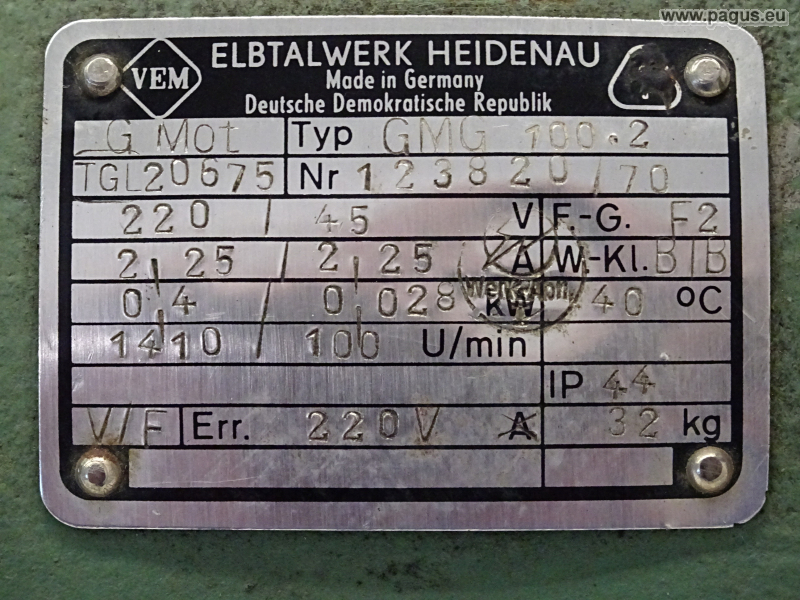 www.pagus.eu
VEM
ELBTALWERK HEIDENAU
Made in Germany
Deutsche Demokratische Republik
G Mot Typ GMG 100.2
TGL20675 Nr 123820/70
220 / 45 V F.-G. F2
2,25 / 2,25 A W-Kl. B/B
0,4 / 0,028 kW 40 °C
1410 / 100 U/min
IP 44
V/F Err. 220V A 32 kg